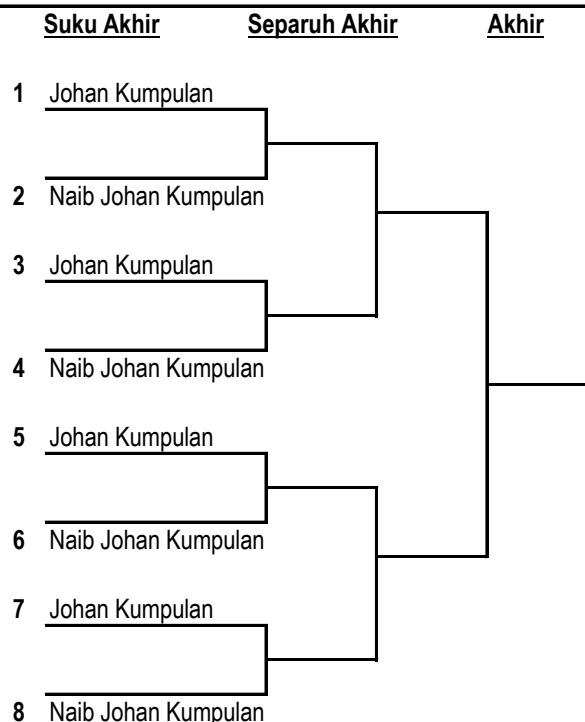 Suku Akhir Separuh Akhir Akhir
1 Johan Kumpulan
2 Naib Johan Kumpulan
3 Johan Kumpulan
4 Naib Johan Kumpulan
5 Johan Kumpulan
6 Naib Johan Kumpulan
7 Johan Kumpulan
8 Naib Johan Kumpulan